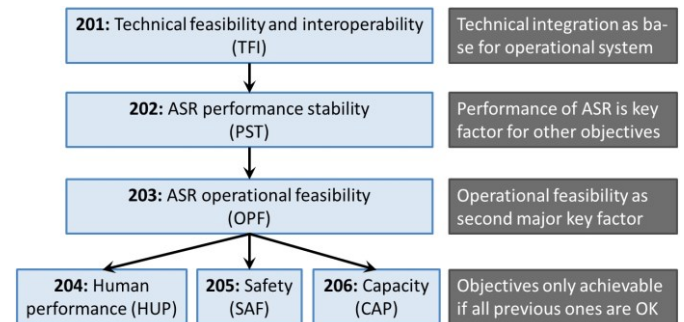 201: Technical feasibility and interoperability
(TFI)
Technical integration as ba-
se for operational system
202: ASR performance stability
(PST)
Performance of ASR is key
factor for other objectives
203: ASR operational feasibility
(OPF)
Operational feasibility as
second major key factor
204: Human
performance (HUP)
205: Safety
(SAF)
206: Capacity
(CAP)
Objectives only achievable
if all previous ones are OK